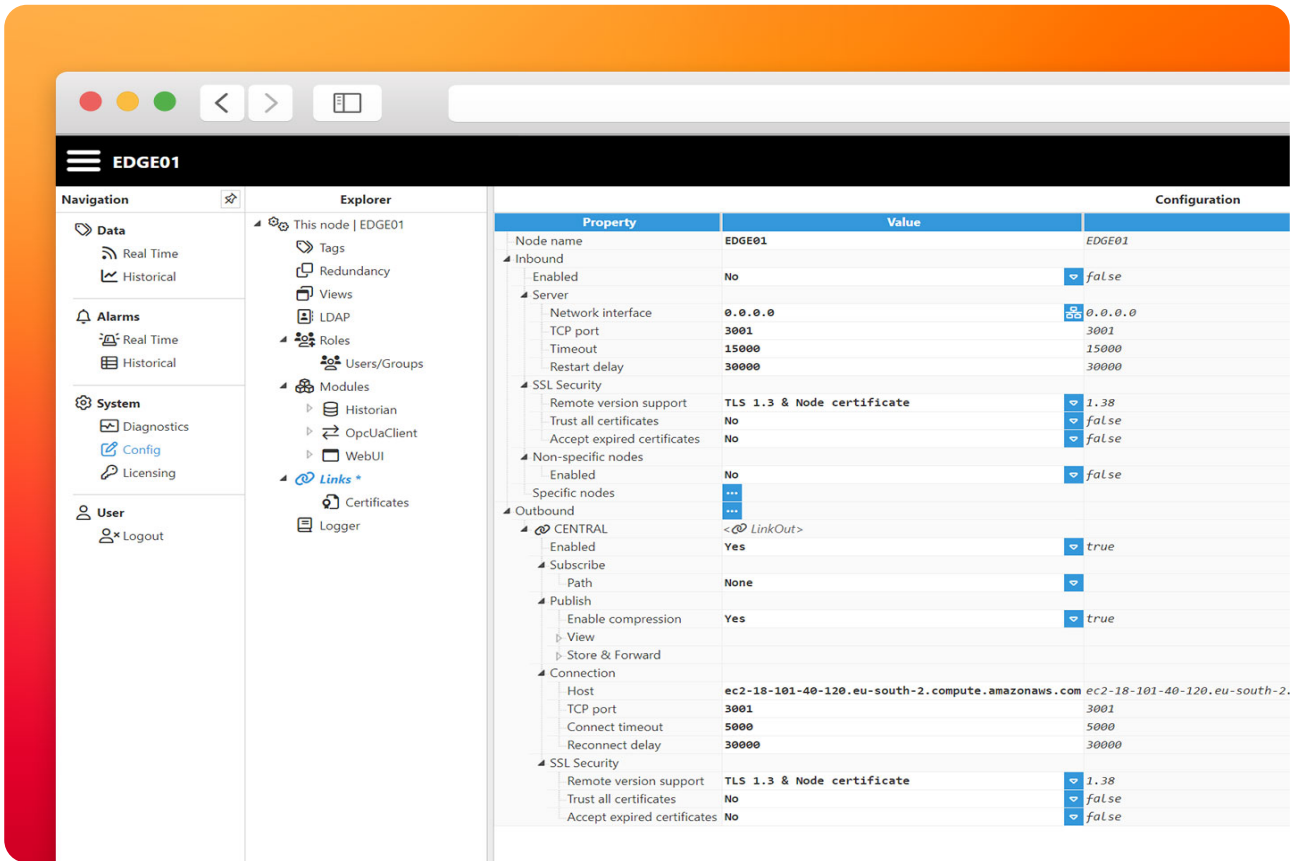 EDGE01
Navigation
Data
Real Time
Historical
Alarms
Real Time
Historical
System
Diagnostics
Config
Licensing
User
Logout
Explorer
This node | EDGE01
Tags
Redundancy
Views
LDAP
Roles
Users/Groups
Modules
Historian
OpcUaClient
WebUI
Links *
Certificates
Logger
Configuration
Property Value
Node name EDGE01 EDGE01
Inbound
Enabled No false
Server
Network interface 0.0.0.0 0.0.0.0
TCP port 3001 3001
Timeout 15000 15000
Restart delay 30000 30000
SSL Security
Remote version support TLS 1.3 & Node certificate 1.38
Trust all certificates No false
Accept expired certificates No false
Non-specific nodes
Enabled No false
Specific nodes ...
Outbound ...
CENTRAL < LinkOut>
Enabled Yes true
Subscribe
Path None
Publish
Enable compression Yes true
View
Store & Forward
Connection
Host ec2-18-101-40-120.eu-south-2.compute.amazonaws.com ec2-18-101-40-120.eu-south-2.
TCP port 3001 3001
Connect timeout 5000 5000
Reconnect delay 30000 30000
SSL Security
Remote version support TLS 1.3 & Node certificate 1.38
Trust all certificates No false
Accept expired certificates No false